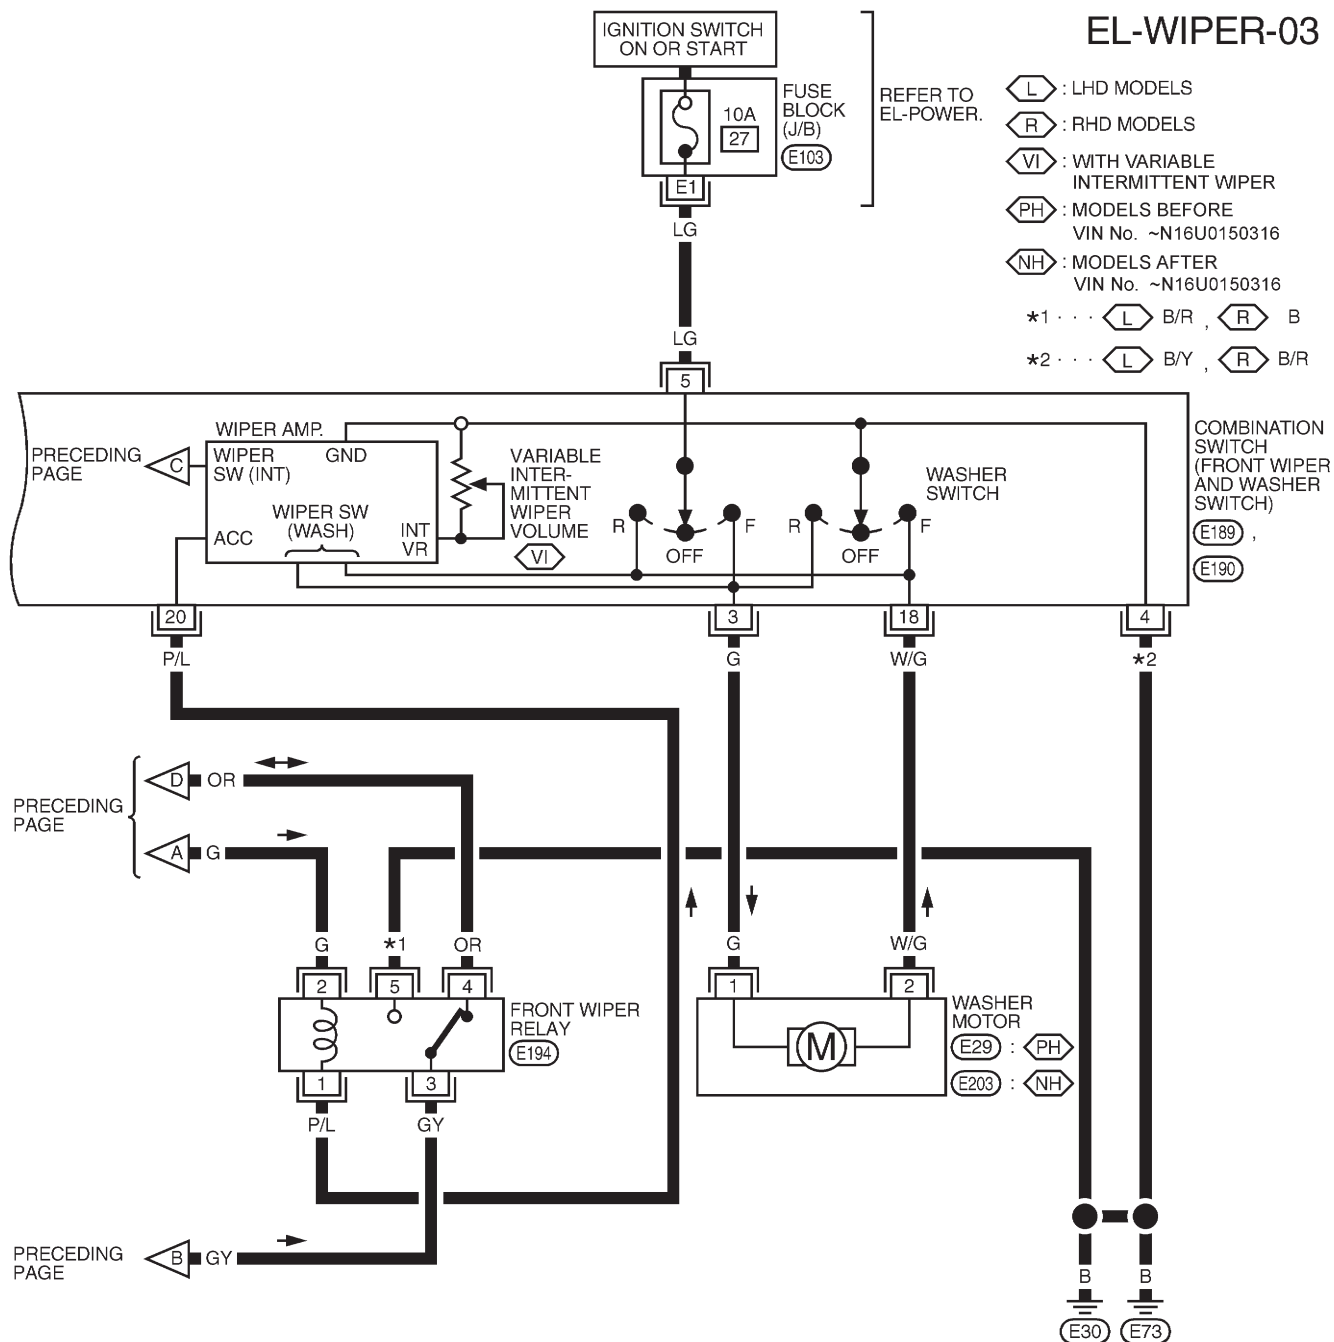 EL-WIPER-03
IGNITION SWITCH
ON OR START
FUSE
BLOCK
(J/B)
E103
10A
27
E1
REFER TO
EL-POWER.
L : LHD MODELS
R : RHD MODELS
VI : WITH VARIABLE
INTERMITTENT WIPER
PH : MODELS BEFORE
VIN No. ~N16U0150316
NH : MODELS AFTER
VIN No. ~N16U0150316
*1 · · · L B/R , R B
*2 · · · L B/Y , R B/R
LG
LG
5
PRECEDING
PAGE
C
WIPER AMP.
WIPER
SW (INT)
GND
WIPER SW
(WASH)
ACC
INT
VR
VARIABLE
INTER-
MITTENT
WIPER
VOLUME
VI
R
OFF
F
R
OFF
F
WASHER
SWITCH
COMBINATION
SWITCH
(FRONT WIPER
AND WASHER
SWITCH)
E189 ,
E190
20
3
18
4
P/L
G
W/G
*2
PRECEDING
PAGE
D OR
A G
G
*1
OR
G
W/G
2
5
4
1
2
FRONT WIPER
RELAY
E194
WASHER
MOTOR
E29 : PH
E203 : NH
M
1
3
P/L
GY
PRECEDING
PAGE
B GY
B
B
E30
E73